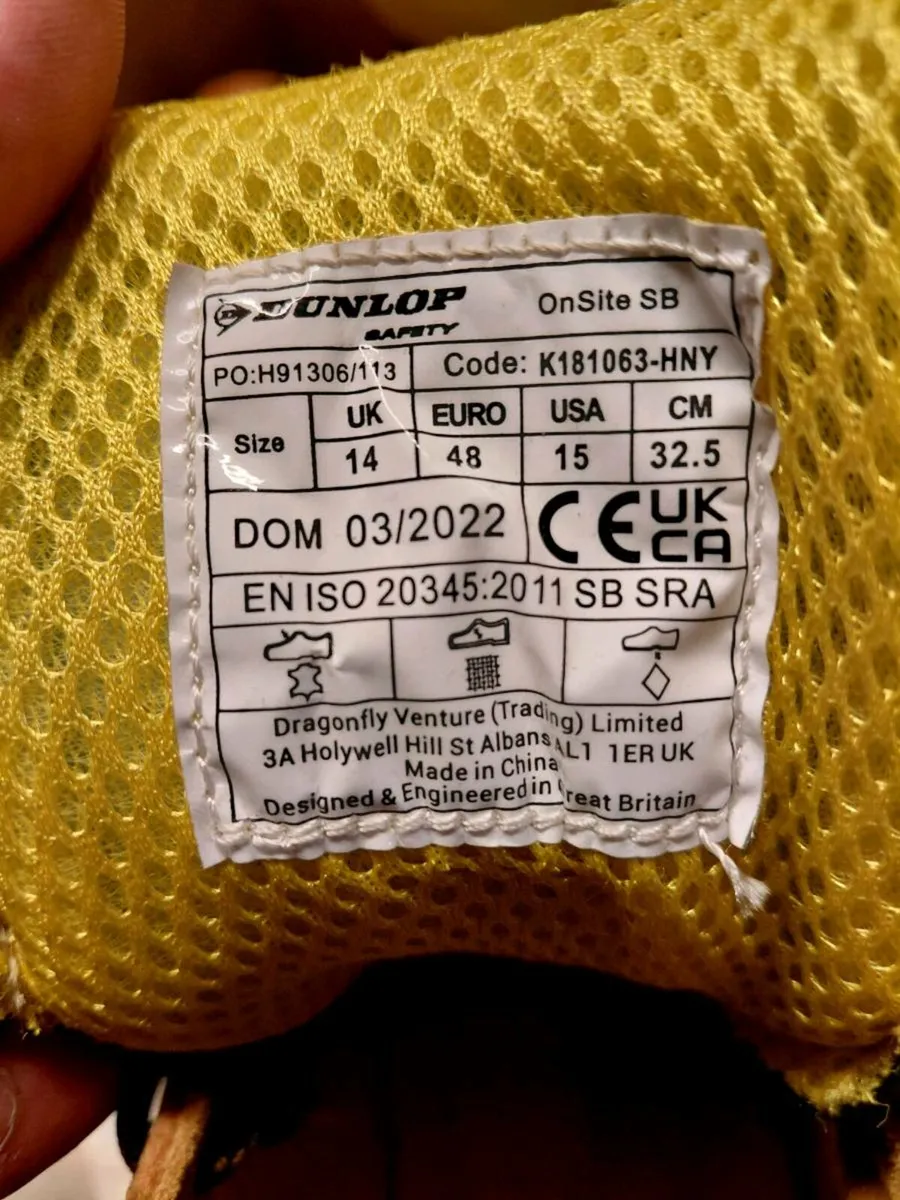 DUNLOP SAFETY OnSite SB
PO:H91306/113 Code: K181063-HNY
Size UK EURO USA CM
14 48 15 32.5
DOM 03/2022 CE UK CA
EN ISO 20345:2011 SB SRA
Dragonfly Venture (Trading) Limited
3A Holywell Hill St Albans AL1 1ER UK
Made in China
Designed & Engineered in Great Britain